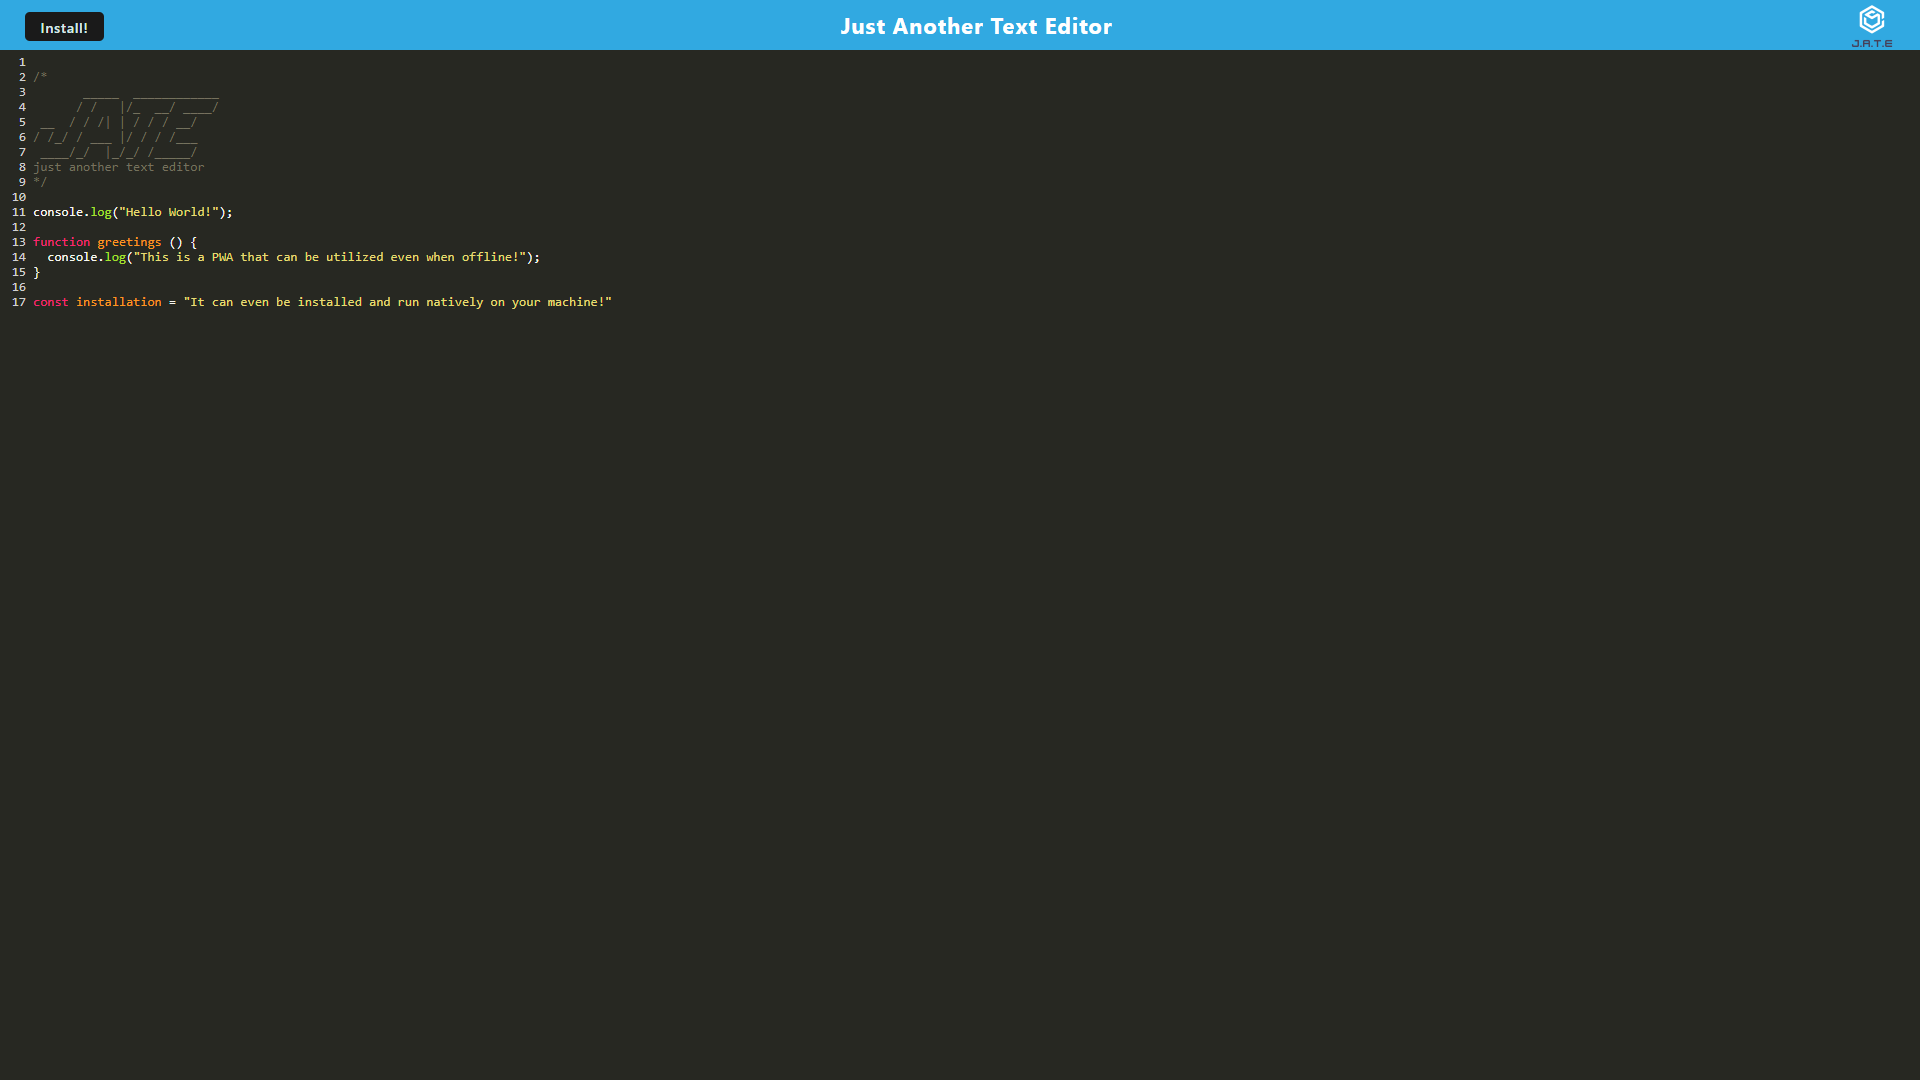 Install!
Just Another Text Editor
J.A.T.E
1
2 /*
3        _____  ____________
4       / /   |/_  __/ ____/
5  __  / / /| | / / / __/
6 / /_/ / ___ |/ / / /___
7  ____/_/  |_/_/ /_____/
8 just another text editor
9 */
10
11 console.log("Hello World!");
12
13 function greetings () {
14   console.log("This is a PWA that can be utilized even when offline!");
15 }
16
17 const installation = "It can even be installed and run natively on your machine!"